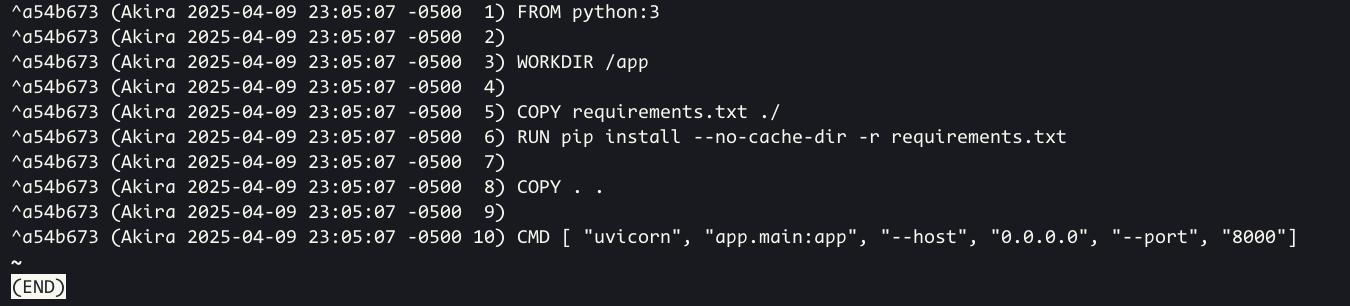 ^a54b673 (Akira 2025-04-09 23:05:07 -0500  1) FROM python:3
^a54b673 (Akira 2025-04-09 23:05:07 -0500  2)
^a54b673 (Akira 2025-04-09 23:05:07 -0500  3) WORKDIR /app
^a54b673 (Akira 2025-04-09 23:05:07 -0500  4)
^a54b673 (Akira 2025-04-09 23:05:07 -0500  5) COPY requirements.txt ./
^a54b673 (Akira 2025-04-09 23:05:07 -0500  6) RUN pip install --no-cache-dir -r requirements.txt
^a54b673 (Akira 2025-04-09 23:05:07 -0500  7)
^a54b673 (Akira 2025-04-09 23:05:07 -0500  8) COPY . .
^a54b673 (Akira 2025-04-09 23:05:07 -0500  9)
^a54b673 (Akira 2025-04-09 23:05:07 -0500 10) CMD [ "uvicorn", "app.main:app", "--host", "0.0.0.0", "--port", "8000"]
~
(END)